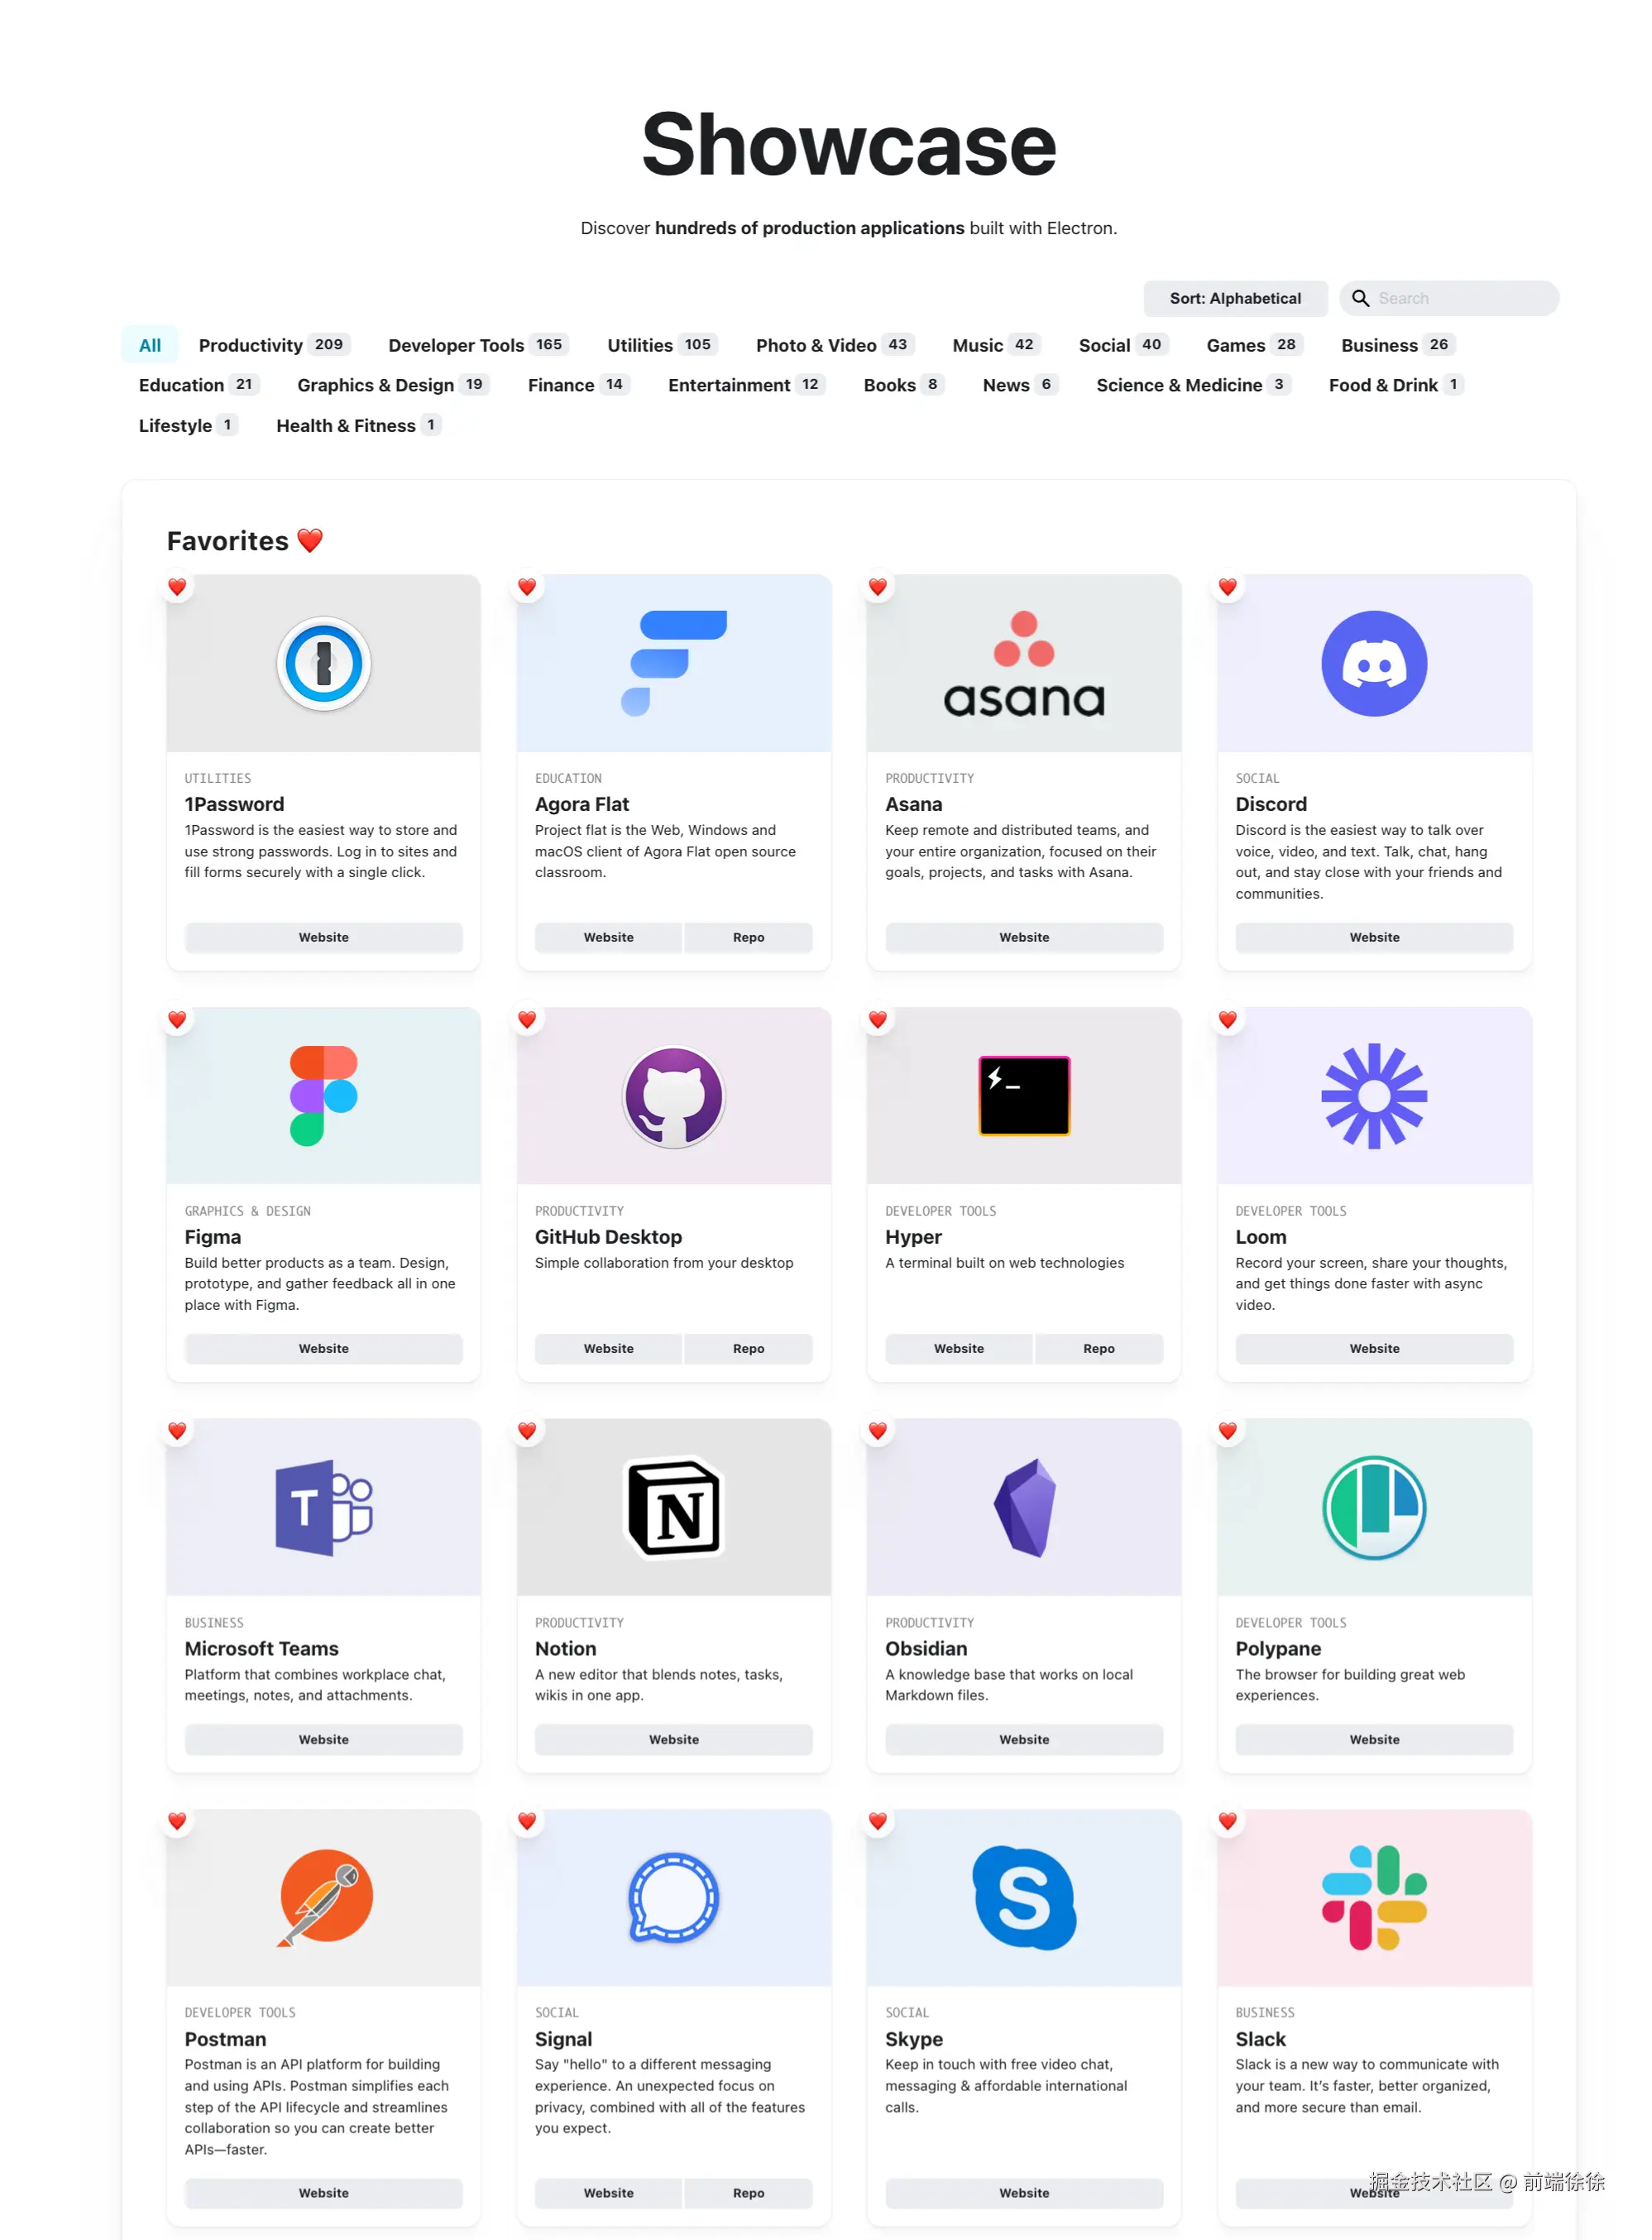 Showcase
Discover hundreds of production applications built with Electron.
Sort: Alphabetical
Search
All Productivity 209 Developer Tools 165 Utilities 105 Photo & Video 43 Music 42 Social 40 Games 28 Business 26
Education 21 Graphics & Design 19 Finance 14 Entertainment 12 Books 8 News 6 Science & Medicine 3 Food & Drink 1
Lifestyle 1 Health & Fitness 1
Favorites ❤️
asana
UTILITIES
1Password
1Password is the easiest way to store and
use strong passwords. Log in to sites and
fill forms securely with a single click.
Website
EDUCATION
Agora Flat
Project flat is the Web, Windows and
macOS client of Agora Flat open source
classroom.
Website Repo
PRODUCTIVITY
Asana
Keep remote and distributed teams, and
your entire organization, focused on their
goals, projects, and tasks with Asana.
Website
SOCIAL
Discord
Discord is the easiest way to talk over
voice, video, and text. Talk, chat, hang
out, and stay close with your friends and
communities.
Website
GRAPHICS & DESIGN
Figma
Build better products as a team. Design,
prototype, and gather feedback all in one
place with Figma.
Website
PRODUCTIVITY
GitHub Desktop
Simple collaboration from your desktop
Website Repo
DEVELOPER TOOLS
Hyper
A terminal built on web technologies
Website Repo
DEVELOPER TOOLS
Loom
Record your screen, share your thoughts,
and get things done faster with async
video.
Website
T
BUSINESS
Microsoft Teams
Platform that combines workplace chat,
meetings, notes, and attachments.
Website
N
PRODUCTIVITY
Notion
A new editor that blends notes, tasks,
wikis in one app.
Website
PRODUCTIVITY
Obsidian
A knowledge base that works on local
Markdown files.
Website
DEVELOPER TOOLS
Polypane
The browser for building great web
experiences.
Website
DEVELOPER TOOLS
Postman
Postman is an API platform for building
and using APIs. Postman simplifies each
step of the API lifecycle and streamlines
collaboration so you can create better
APIs—faster.
Website
SOCIAL
Signal
Say "hello" to a different messaging
experience. An unexpected focus on
privacy, combined with all of the features
you expect.
Website Repo
S
SOCIAL
Skype
Keep in touch with free video chat,
messaging & affordable international
calls.
Website
BUSINESS
Slack
Slack is a new way to communicate with
your team. It’s faster, better organized,
and more secure than email.
Website
掘金技术社区 @ 前端徐徐